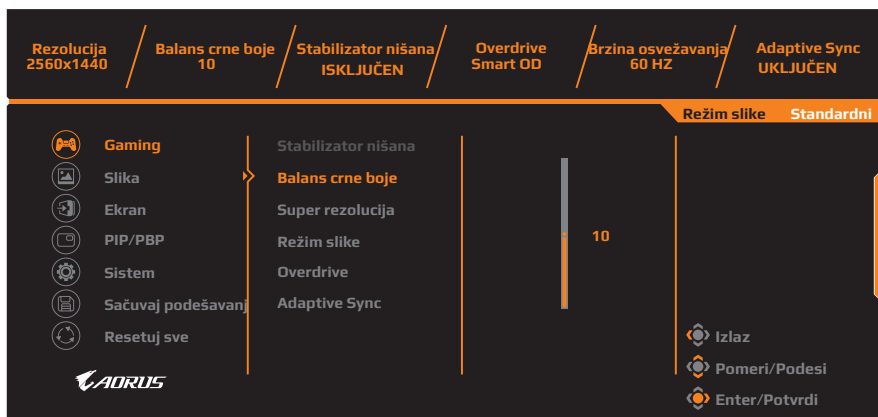 Rezolucija
2560x1440
Balans crne boje
10
Stabilizator nišana
ISKLJUČEN
Overdrive
Smart OD
Brzina osvežavanja
60 HZ
Adaptive Sync
UKLJUČEN
Režim slike Standardni
Gaming
Slika
Ekran
PIP/PBP
Sistem
Sačuvaj podešavanj
Resetuj sve
Stabilizator nišana
Balans crne boje
Super rezolucija
Režim slike
Overdrive
Adaptive Sync
10
Izlaz
Pomeri/Podesi
Enter/Potvrdi
AORUS